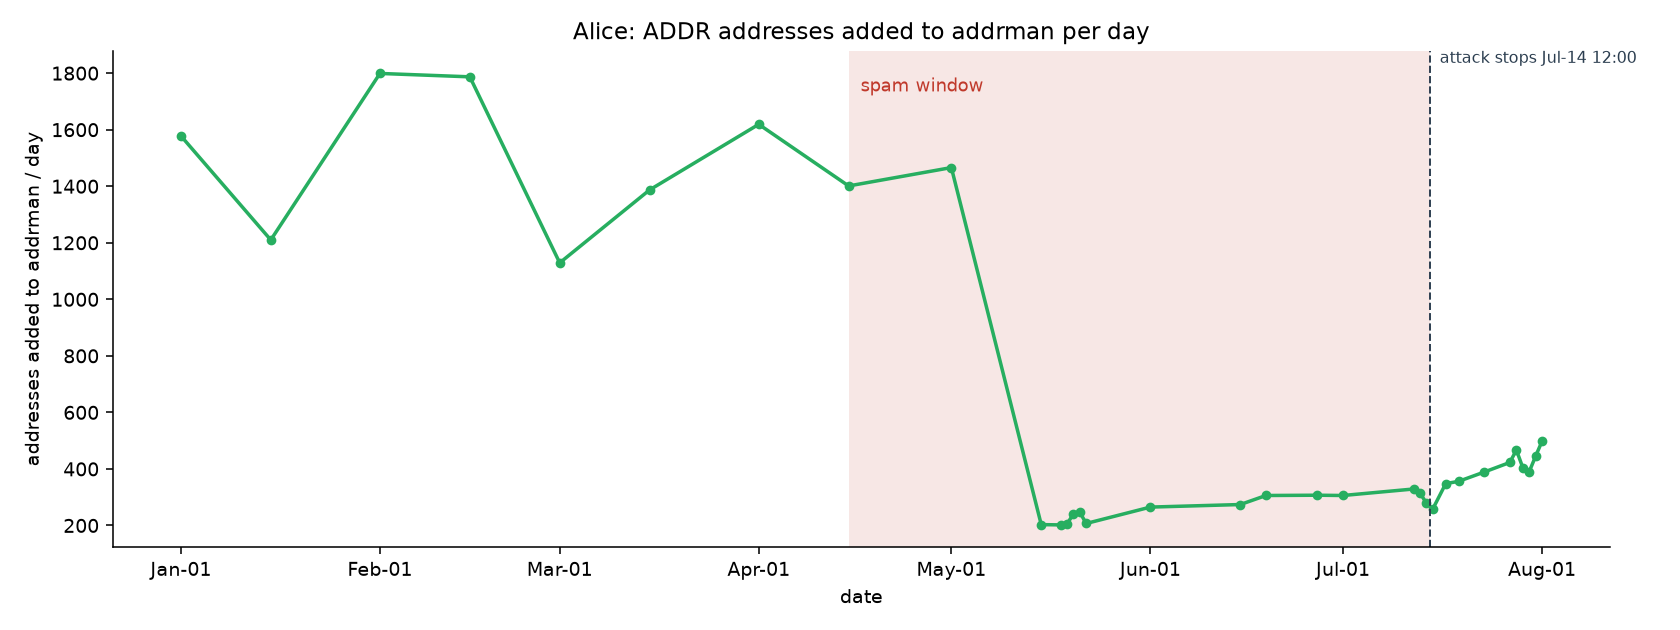 Alice: ADDR addresses added to addrman per day
attack stops Jul-14 12:00
spam window
addresses added to addrman / day
1800
1600
1400
1200
1000
800
600
400
200
Jan-01
Feb-01
Mar-01
Apr-01
May-01
Jun-01
Jul-01
Aug-01
date